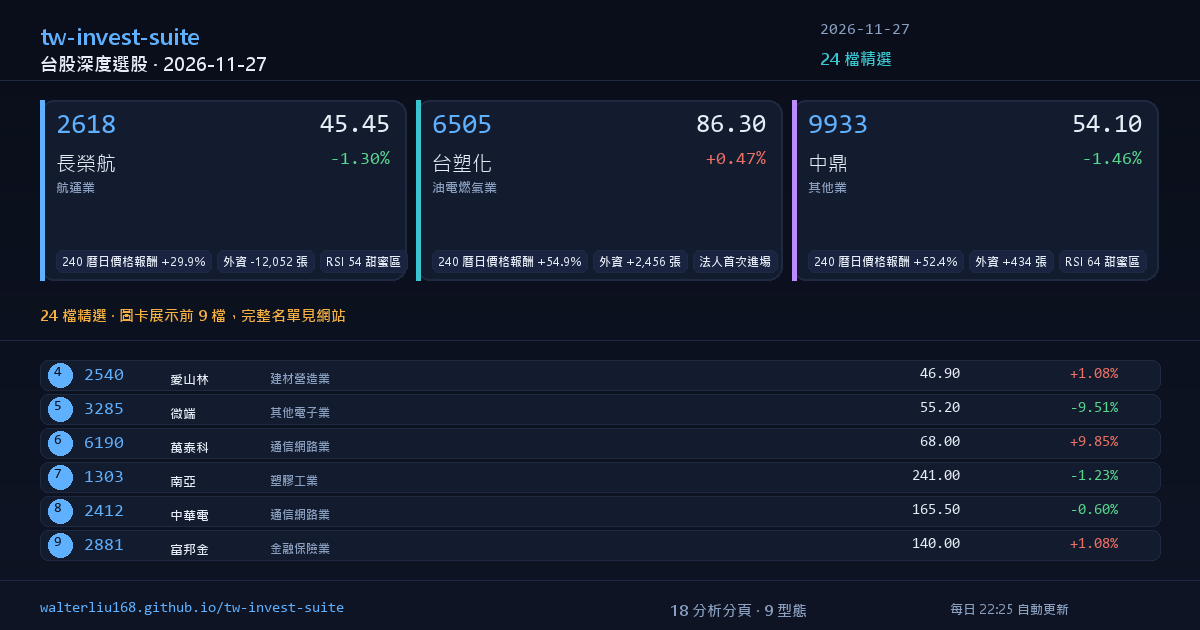 tw-invest-suite
台股深度選股 · 2026-11-27
2026-11-27
24 檔精選
2618 45.45
長榮航 -1.30%
航運業
240 曆日價格報酬 +29.9% 外資 -12,052 張 RSI 54 甜蜜區
6505 86.30
台塑化 +0.47%
油電燃氣業
240 曆日價格報酬 +54.9% 外資 +2,456 張 法人首次進場
9933 54.10
中鼎 -1.46%
其他業
240 曆日價格報酬 +52.4% 外資 +434 張 RSI 64 甜蜜區
24 檔精選 · 圖卡展示前 9 檔，完整名單見網站
4 2540 愛山林 建材營造業 46.90 +1.08%
5 3285 微端 其他電子業 55.20 -9.51%
6 6190 萬泰科 通信網路業 68.00 +9.85%
7 1303 南亞 塑膠工業 241.00 -1.23%
8 2412 中華電 通信網路業 165.50 -0.60%
9 2881 富邦金 金融保險業 140.00 +1.08%
walterliu168.github.io/tw-invest-suite
18 分析分頁 · 9 型態
每日 22:25 自動更新